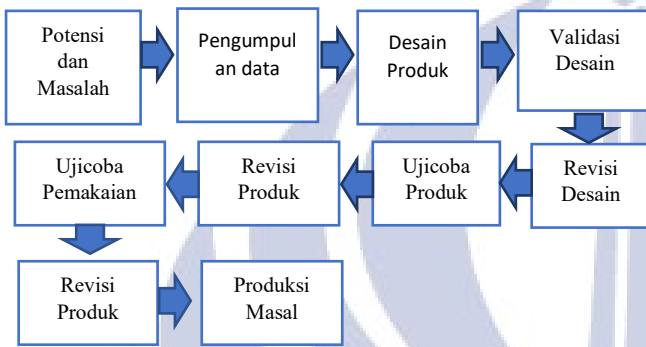 Potensi
dan
Masalah
Pengumpul
an data
Desain
Produk
Validasi
Desain
Revisi
Desain
Ujicoba
Produk
Revisi
Produk
Ujicoba
Pemakaian
Revisi
Produk
Produksi
Masal